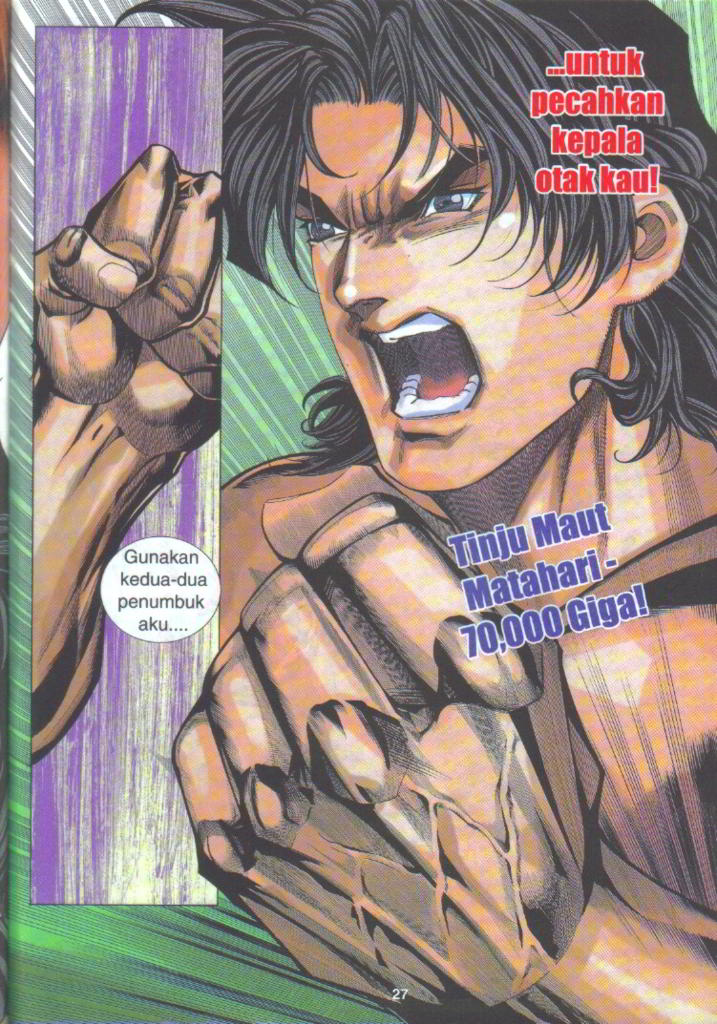 Gunakan
kedua-dua
penumbuk
aku....
...untuk
pecahkan
kepala
otak kau!
Tinju Maut
Matahari -
70,000 Giga!
27